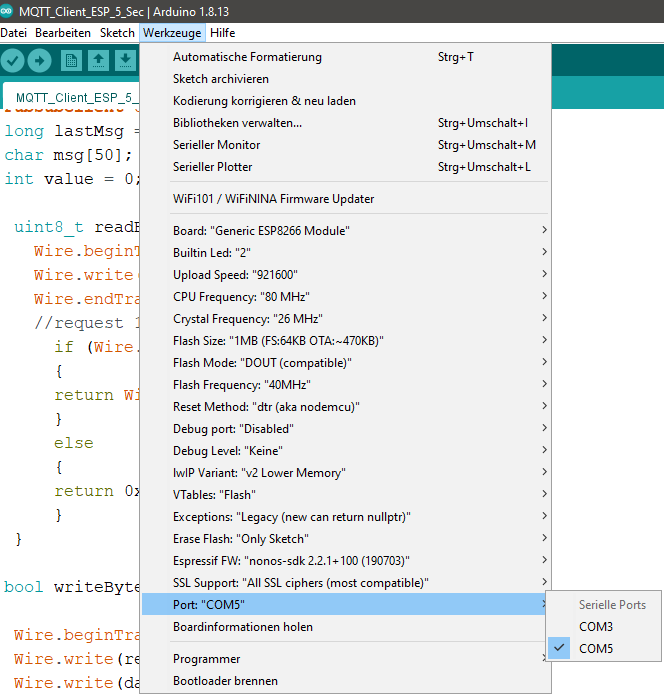 MQTT_Client_ESP_5_Sec | Arduino 1.8.13
Datei Bearbeiten Sketch Werkzeuge Hilfe
MQTT_Client_ESP_5_
long lastMsg =
char msg[50];
int value = 0;
uint8_t readB
Wire.beginT
Wire.write(
Wire.endTra
//request 1
if (Wire.
{
return Wi
}
else
{
return 0x
}
}
bool writeByte
Wire.beginTra
Wire.write(re
Wire.write(da
Automatische Formatierung Strg+T
Sketch archivieren
Kodierung korrigieren & neu laden
Bibliotheken verwalten... Strg+Umschalt+I
Serieller Monitor Strg+Umschalt+M
Serieller Plotter Strg+Umschalt+L
WiFi101 / WiFiNINA Firmware Updater
Board: "Generic ESP8266 Module"
Builtin Led: "2"
Upload Speed: "921600"
CPU Frequency: "80 MHz"
Crystal Frequency: "26 MHz"
Flash Size: "1MB (FS:64KB OTA:~470KB)"
Flash Mode: "DOUT (compatible)"
Flash Frequency: "40MHz"
Reset Method: "dtr (aka nodemcu)"
Debug port: "Disabled"
Debug Level: "Keine"
lwIP Variant: "v2 Lower Memory"
VTables: "Flash"
Exceptions: "Legacy (new can return nullptr)"
Erase Flash: "Only Sketch"
Espressif FW: "nonos-sdk 2.2.1+100 (190703)"
SSL Support: "All SSL ciphers (most compatible)"
Port: "COM5"
Boardinformationen holen
Programmer
Bootloader brennen
Serielle Ports
COM3
COM5